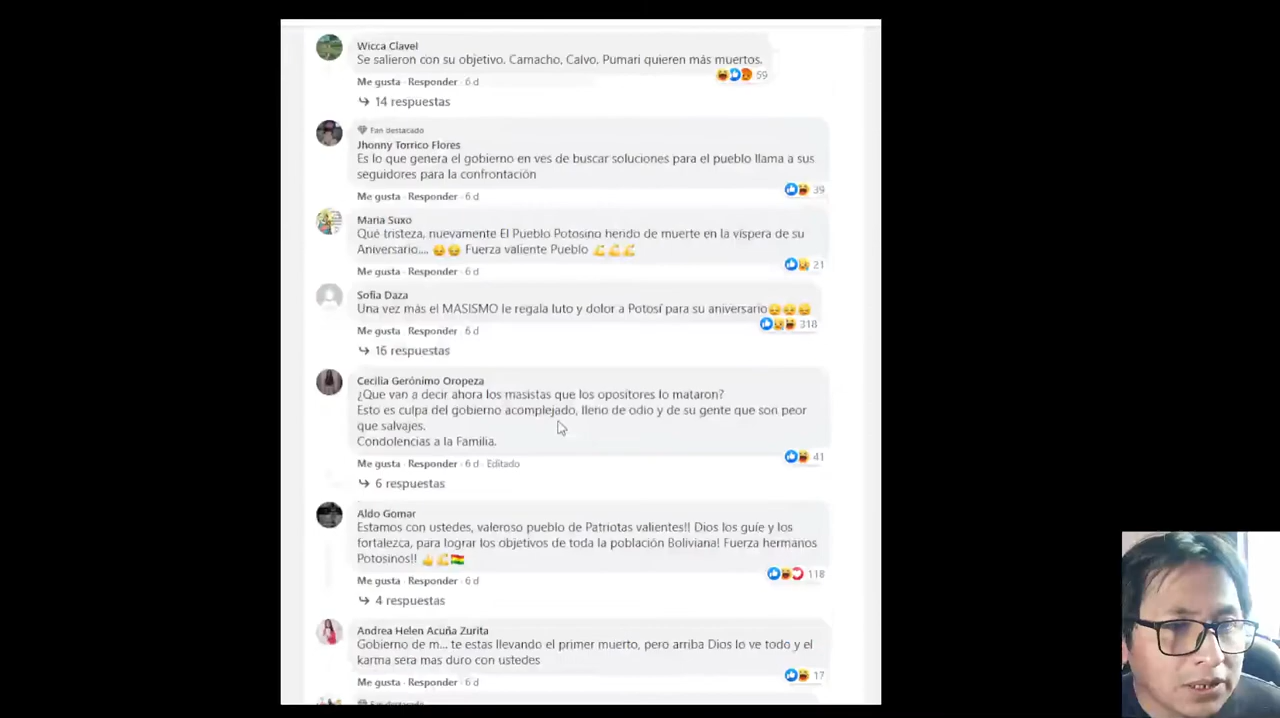 Wicca Clavel
Se salieron con su objetivo. Camacho, Calvo, Pumari quieren más muertos.
59
Me gusta · Responder · 6 d
14 respuestas
Fan destacado
Jhonny Torrico Flores
Es lo que genera el gobierno en ves de buscar soluciones para el pueblo llama a sus
seguidores para la confrontación
39
Me gusta · Responder · 6 d
Maria Suxo
Qué tristeza, nuevamente El Pueblo Potosino herido de muerte en la víspera de su
Aniversario.... 😔😔 Fuerza valiente Pueblo 💪💪💪
21
Me gusta · Responder · 6 d
Sofia Daza
Una vez más el MASISMO le regala luto y dolor a Potosí para su aniversario😔😔😔
318
Me gusta · Responder · 6 d
16 respuestas
Cecilia Gerónimo Oropeza
¿Que van a decir ahora los masistas que los opositores lo mataron?
Esto es culpa del gobierno acomplejado, lleno de odio y de su gente que son peor
que salvajes.
Condolencias a la Familia.
41
Me gusta · Responder · 6 d · Editado
6 respuestas
Aldo Gomar
Estamos con ustedes, valeroso pueblo de Patriotas valientes!! Dios los guíe y los
fortalezca, para lograr los objetivos de toda la población Boliviana! Fuerza hermanos
Potosinos!! 👍💪🇧🇴
118
Me gusta · Responder · 6 d
4 respuestas
Andrea Helen Acuña Zurita
Gobierno de m... te estas llevando el primer muerto, pero arriba Dios lo ve todo y el
karma sera mas duro con ustedes
17
Me gusta · Responder · 6 d
Fan destacado